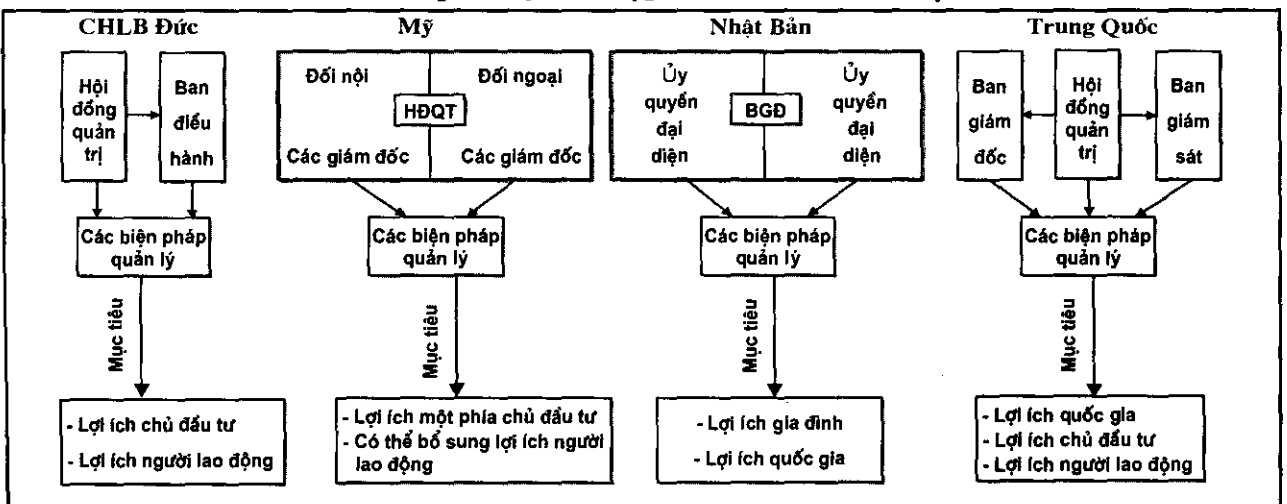 CHLB Đức
Mỹ
Nhật Bản
Trung Quốc
Hội
đồng
quản
trị
Ban
điều
hành
Các biện pháp
quản lý
Mục tiêu
- Lợi ích chủ đầu tư
- Lợi ích người lao động
Đối nội
Đối ngoại
HĐQT
Các giám đốc
Các giám đốc
Các biện pháp
quản lý
Mục tiêu
- Lợi ích một phía chủ đầu tư
- Có thể bổ sung lợi ích người
lao động
Ủy
quyền
đại
diện
BGĐ
Ủy
quyền
đại
diện
Các biện pháp
quản lý
Mục tiêu
- Lợi ích gia đình
- Lợi ích quốc gia
Ban
giám
đốc
Hội
đồng
quản
trị
Ban
giám
sát
Các biện pháp
quản lý
Mục tiêu
- Lợi ích quốc gia
- Lợi ích chủ đầu tư
- Lợi ích người lao động